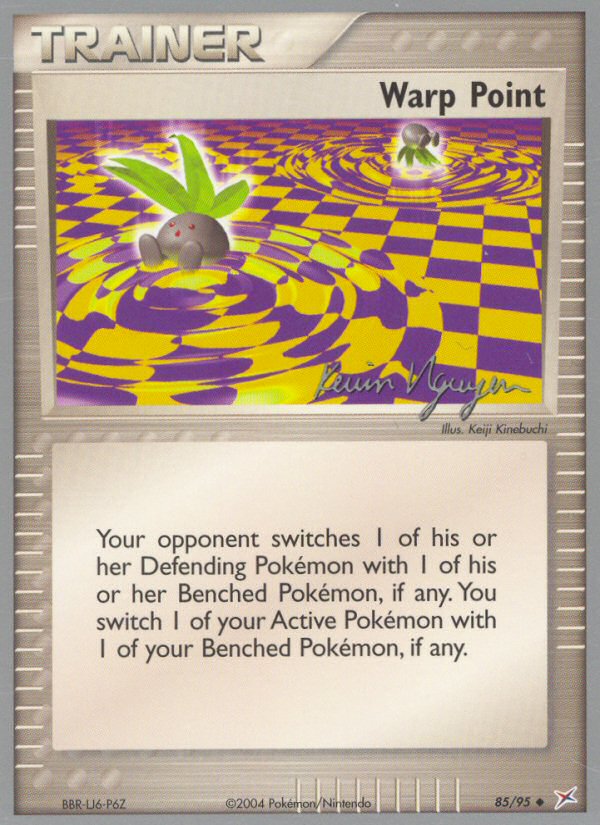 TRAINER
Warp Point
Kevin Nguyen
Illus. Keiji Kinebuchi
Your opponent switches 1 of his or
her Defending Pokémon with 1 of his
or her Benched Pokémon, if any. You
switch 1 of your Active Pokémon with
1 of your Benched Pokémon, if any.
BBR-LJ6-P6Z
©2004 Pokémon/Nintendo
85/95